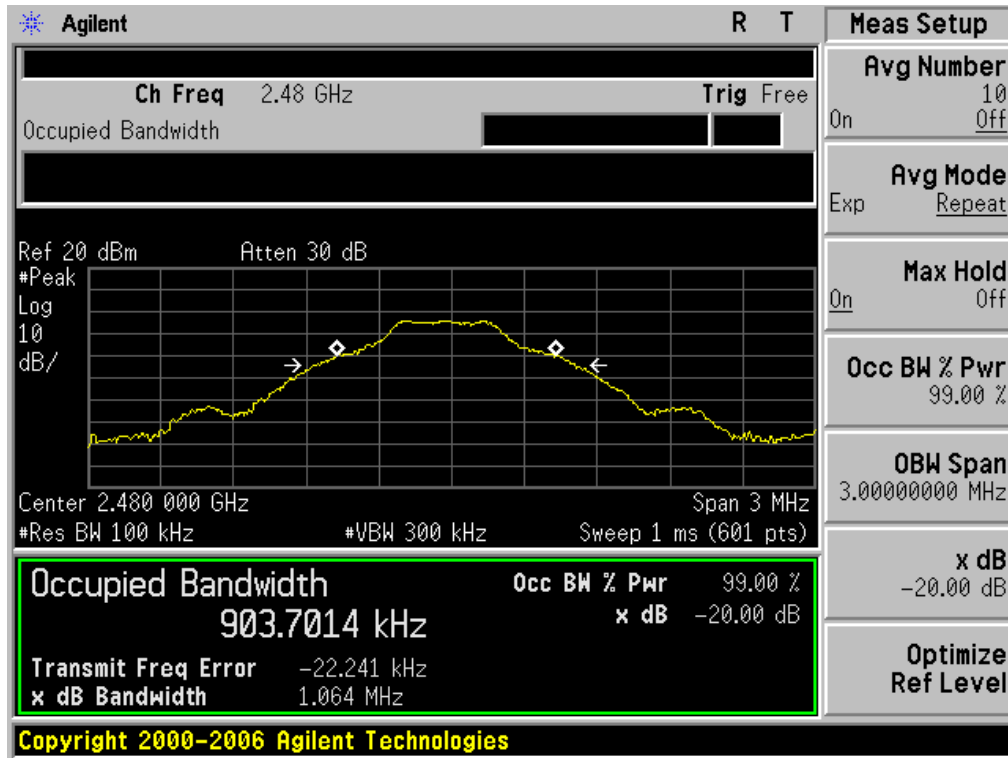 Agilent R T
Ch Freq 2.48 GHz Trig Free
Occupied Bandwidth
Ref 20 dBm Atten 30 dB
#Peak
Log
10
dB/
Center 2.480 000 GHz Span 3 MHz
#Res BW 100 kHz #VBW 300 kHz Sweep 1 ms (601 pts)
Occupied Bandwidth
903.7014 kHz
Occ BW % Pwr 99.00 %
x dB -20.00 dB
Transmit Freq Error -22.241 kHz
x dB Bandwidth 1.064 MHz
Copyright 2000-2006 Agilent Technologies
Meas Setup
Avg Number
10
On Off
Avg Mode
Exp Repeat
Max Hold
On Off
Occ BW % Pwr
99.00 %
OBW Span
3.00000000 MHz
x dB
-20.00 dB
Optimize
Ref Level